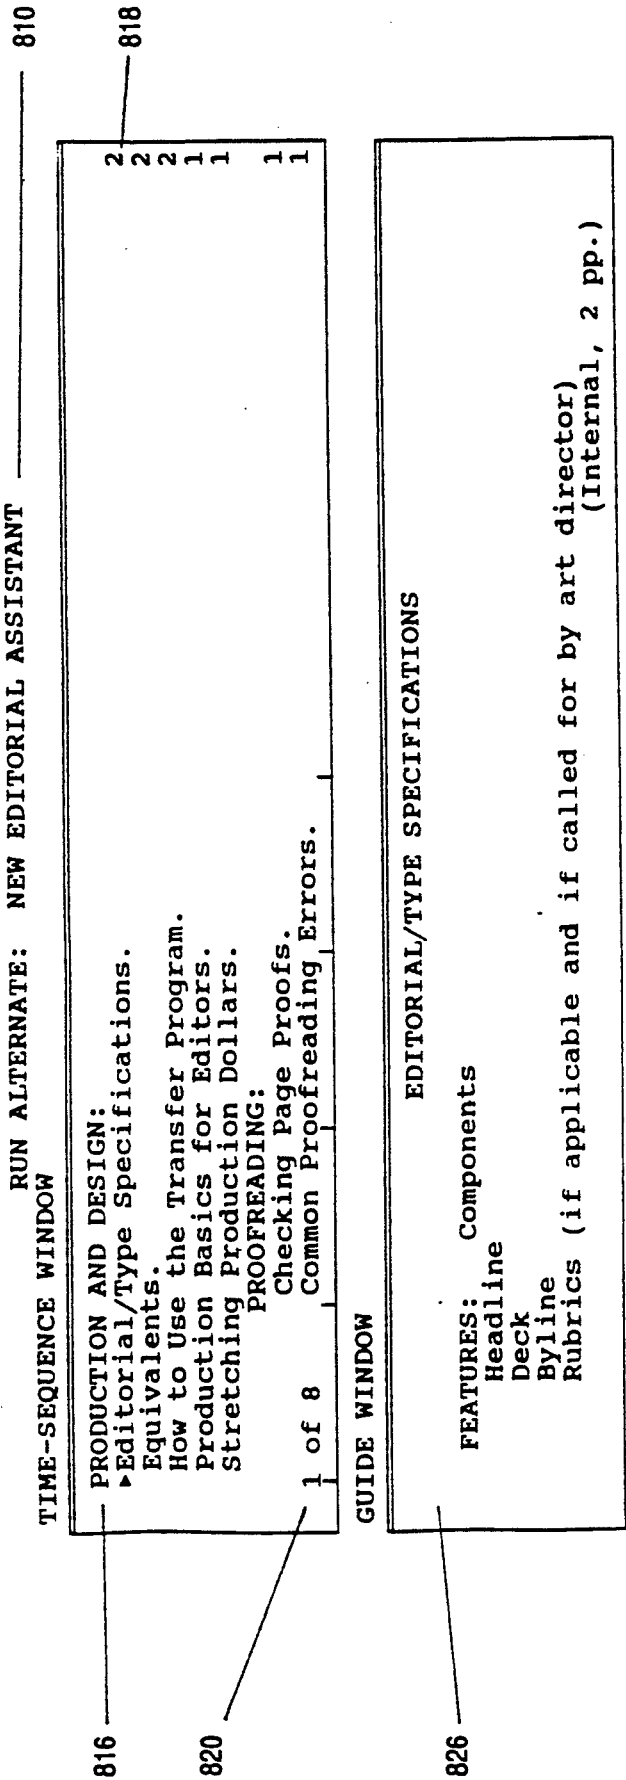 RUN ALTERNATE: NEW EDITORIAL ASSISTANT 810
TIME-SEQUENCE WINDOW
816 PRODUCTION AND DESIGN:
►Editorial/Type Specifications. 2 818
Equivalents. 2
How to Use the Transfer Program. 2
Production Basics for Editors. 1
Stretching Production Dollars. 1
PROOFREADING:
Checking Page Proofs. 1
820 1 of 8 Common Proofreading Errors. 1
GUIDE WINDOW
EDITORIAL/TYPE SPECIFICATIONS
826 FEATURES: Components
Headline
Deck
Byline
Rubrics (if applicable and if called for by art director)
(Internal, 2 pp.)